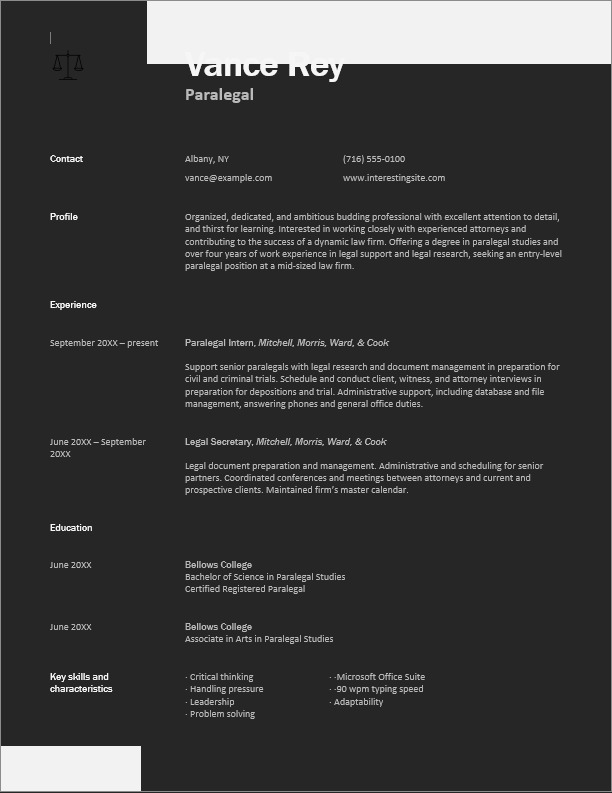 Vance Rey
Paralegal
Contact
Albany, NY
(716) 555-0100
vance@example.com
www.interestingsite.com
Profile
Organized, dedicated, and ambitious budding professional with excellent attention to detail,
and thirst for learning. Interested in working closely with experienced attorneys and
contributing to the success of a dynamic law firm. Offering a degree in paralegal studies and
over four years of work experience in legal support and legal research, seeking an entry-level
paralegal position at a mid-sized law firm.
Experience
September 20XX – present
Paralegal Intern, Mitchell, Morris, Ward, & Cook
Support senior paralegals with legal research and document management in preparation for
civil and criminal trials. Schedule and conduct client, witness, and attorney interviews in
preparation for depositions and trial. Administrative support, including database and file
management, answering phones and general office duties.
June 20XX – September
20XX
Legal Secretary, Mitchell, Morris, Ward, & Cook
Legal document preparation and management. Administrative and scheduling for senior
partners. Coordinated conferences and meetings between attorneys and current and
prospective clients. Maintained firm's master calendar.
Education
June 20XX
Bellows College
Bachelor of Science in Paralegal Studies
Certified Registered Paralegal
June 20XX
Bellows College
Associate in Arts in Paralegal Studies
Key skills and
characteristics
· Critical thinking
· Handling pressure
· Leadership
· Problem solving
· ·Microsoft Office Suite
· ·90 wpm typing speed
· Adaptability